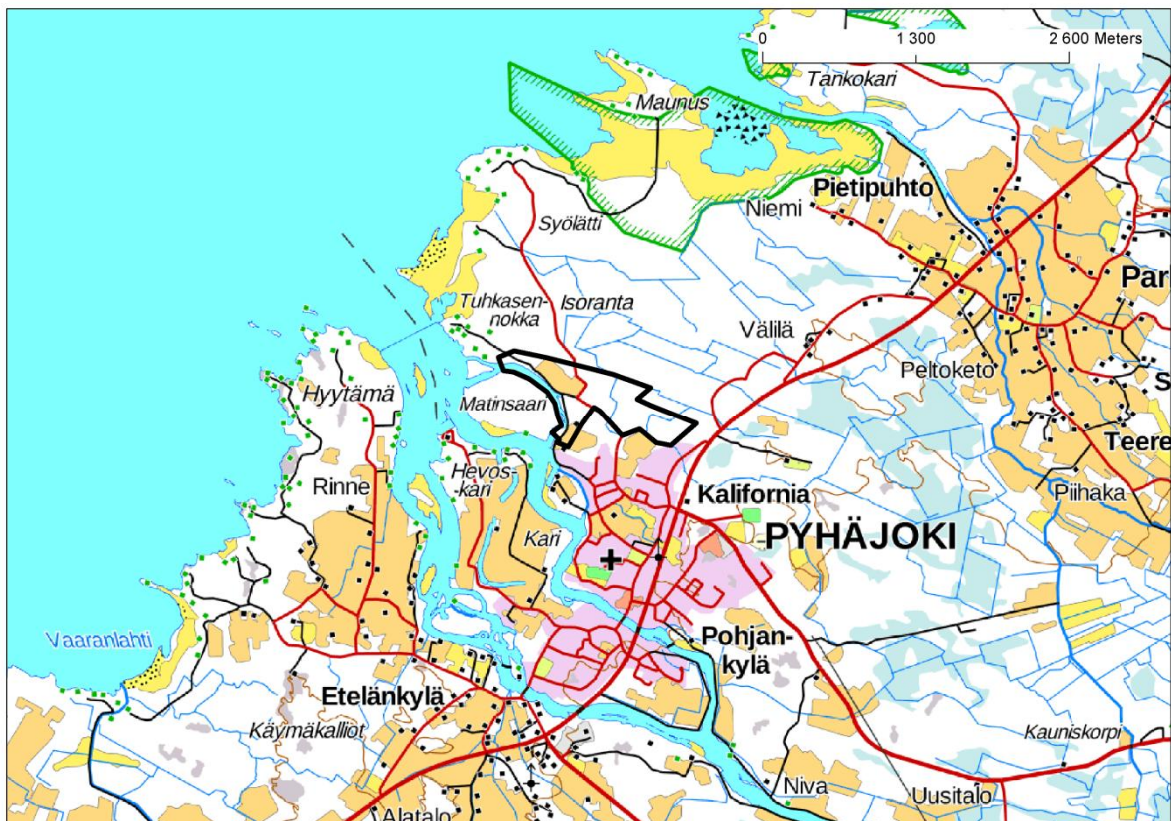 0 1 300 2 600 Meters
Tankokari
Maunus
Pietipuhto
Niemi
Syölätti
Par
Tuhkasen-
nokka
Isoranta
Välilä
Peltoketo
S
Hyytämä
Matinsaari
Teere
Hevos-
-kari
Rinne
Kalifornia
Piihaka
Kari
PYHÄJOKI
Vaaranlahti
Pohjan-
kylä
Etelänkylä
Käymäkalliot
Kauniskorpi
Niva
Uusitalo
Alatalo